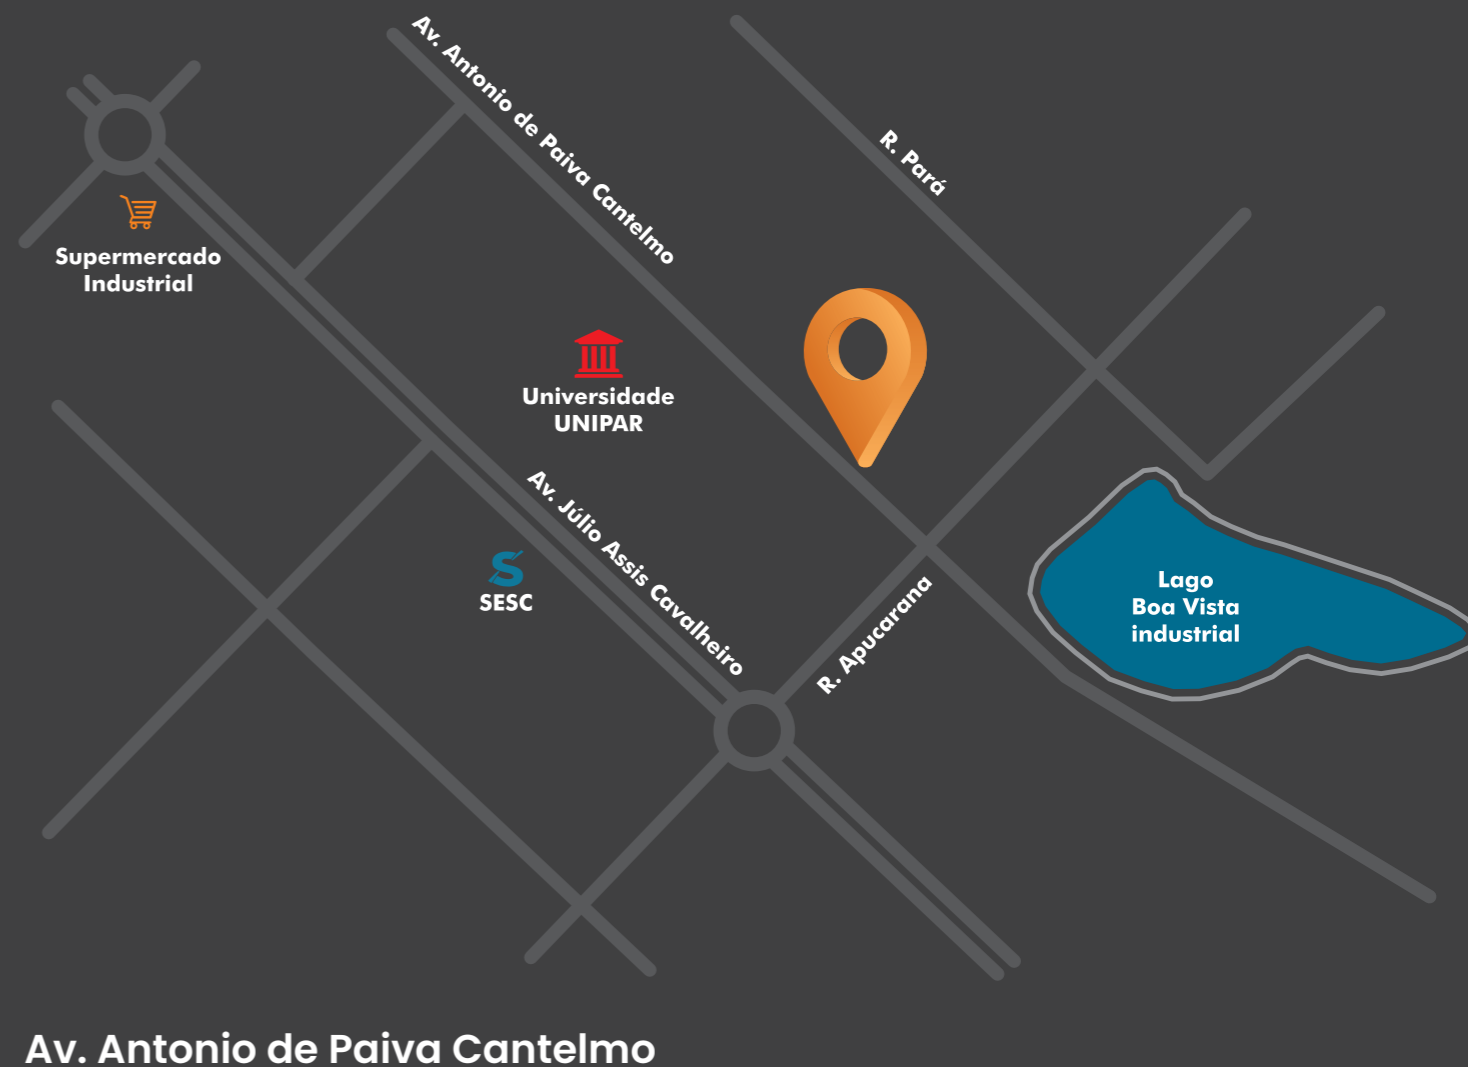 Av. Antonio de Paiva Cantelmo
R. Pará
Supermercado
Industrial
Universidade
UNIPAR
Av. Júlio Assis Cavalheiro
SESC
R. Apucarana
Lago
Boa Vista
industrial
Av. Antonio de Paiva Cantelmo